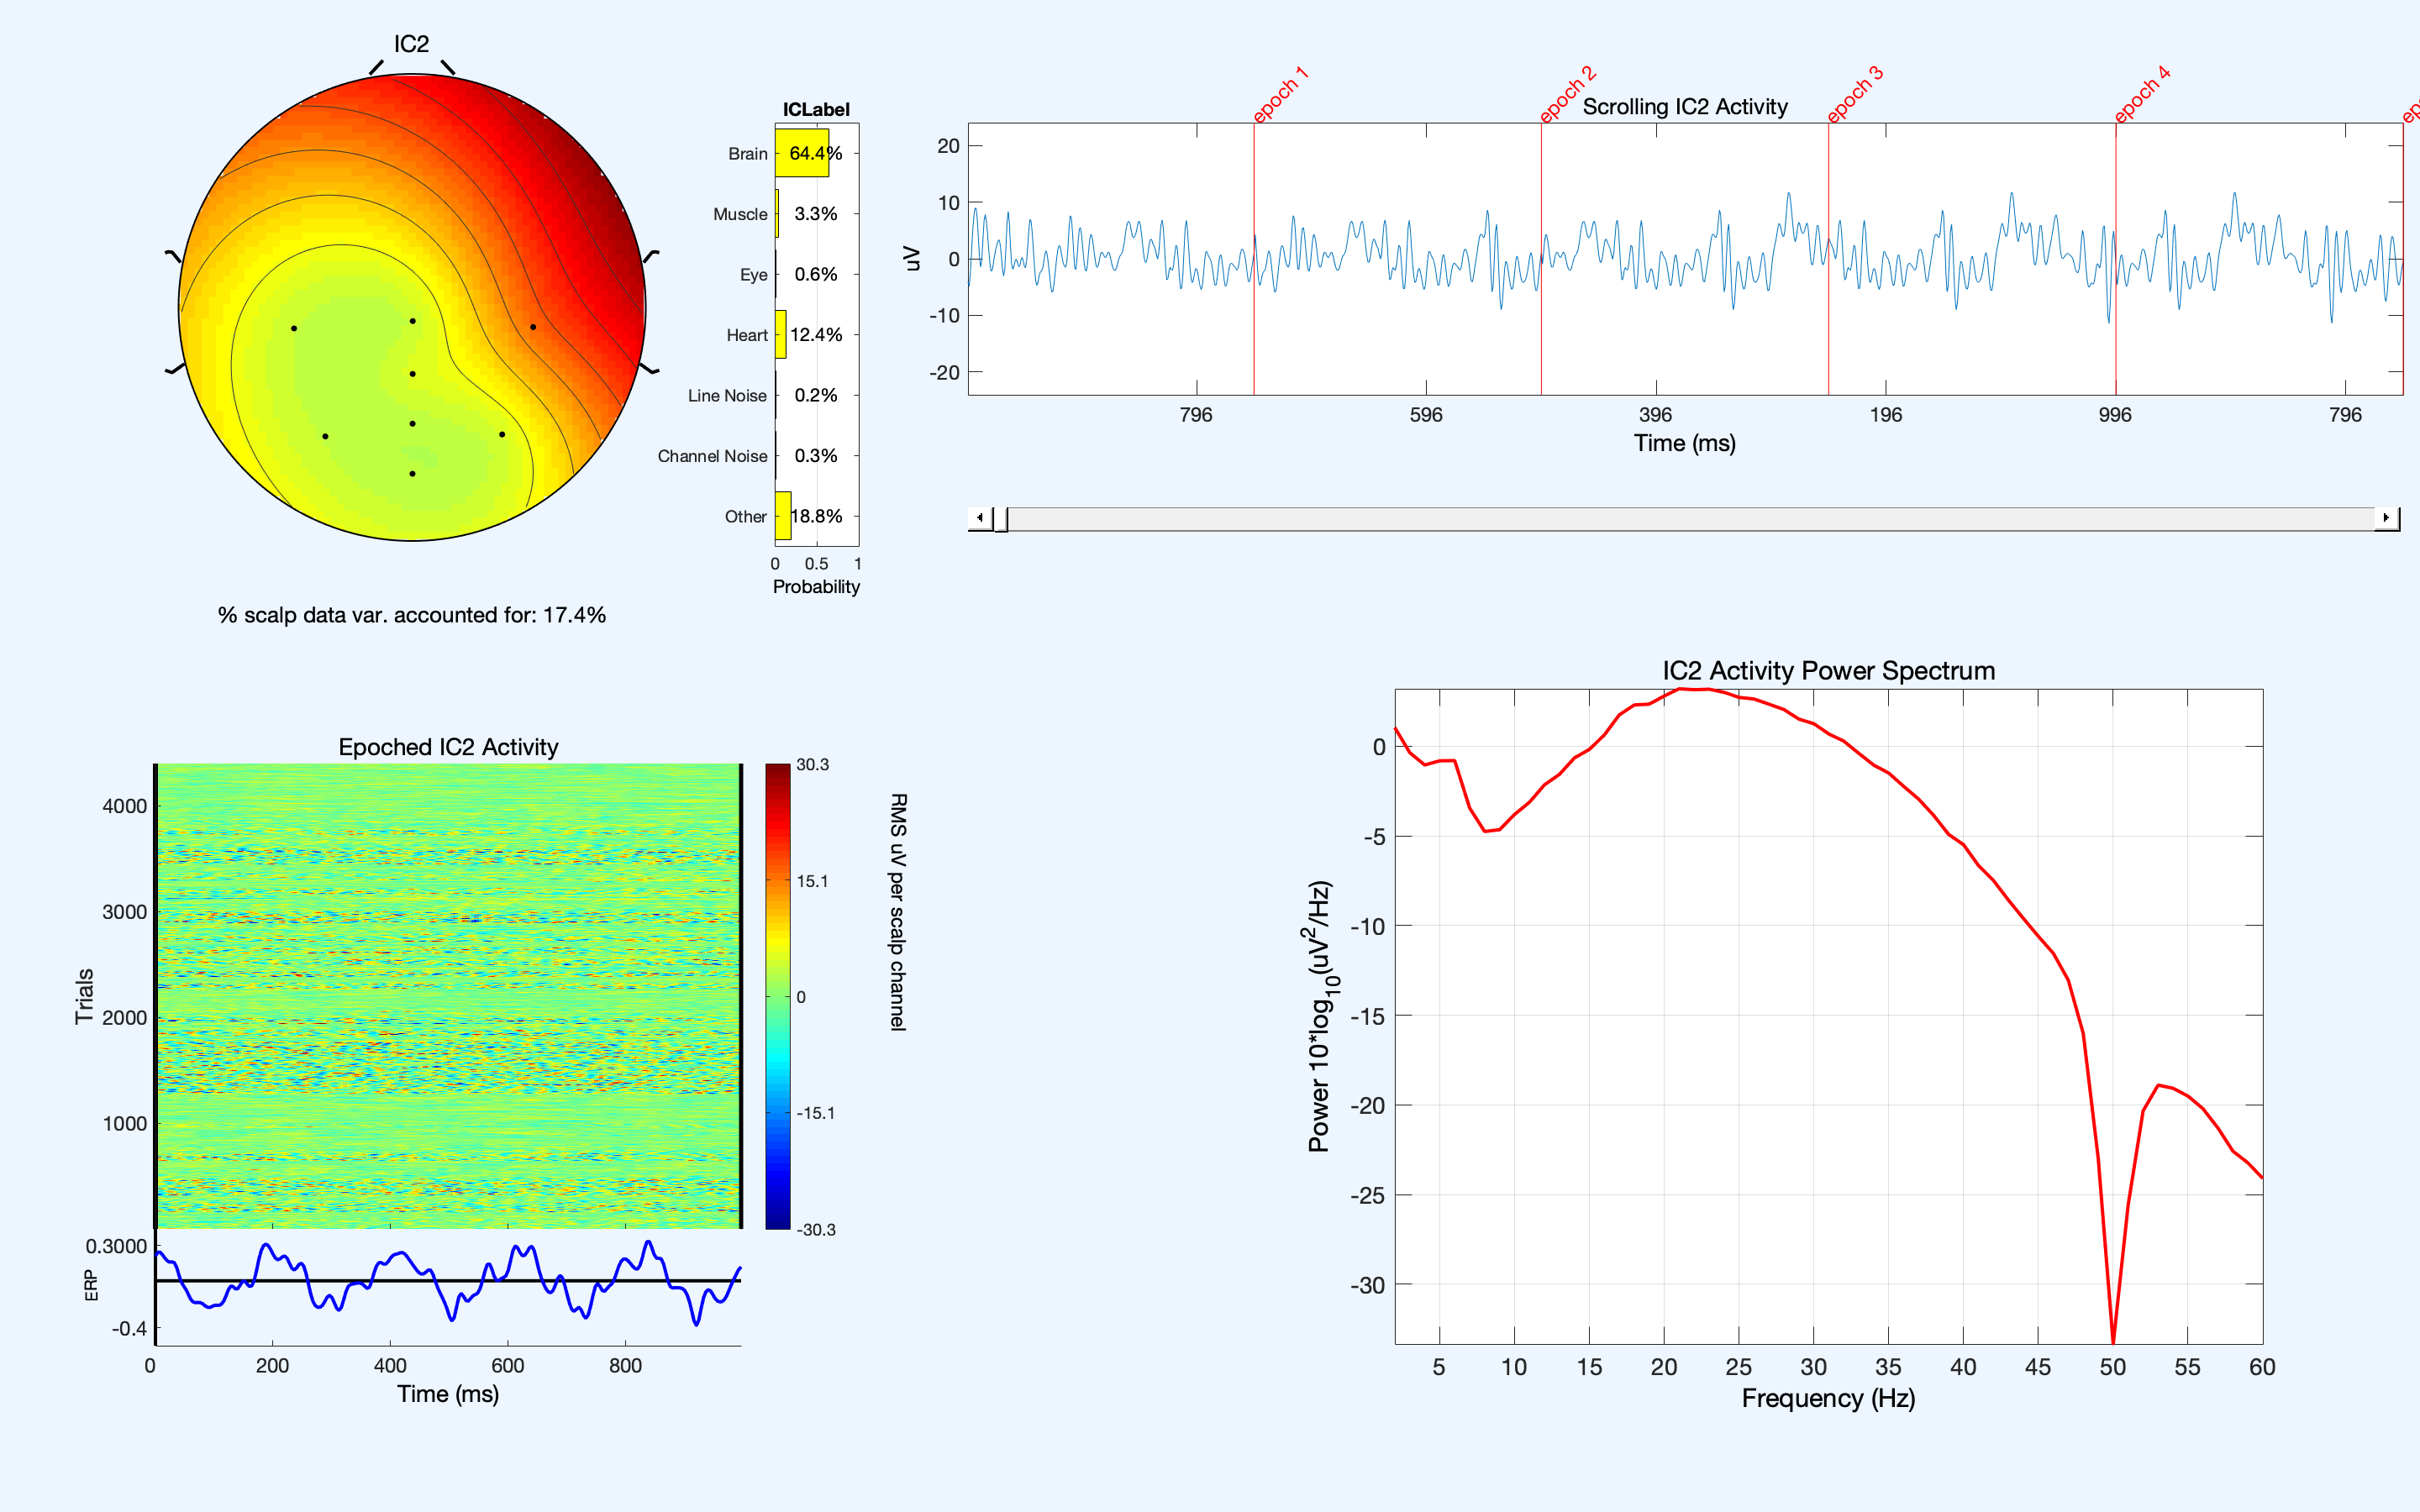 IC2
ICLabel
Brain 64.4%
Muscle 3.3%
Eye 0.6%
Heart 12.4%
Line Noise 0.2%
Channel Noise 0.3%
Other 18.8%
0 0.5 1
Probability
% scalp data var. accounted for: 17.4%
epoch 1 epoch 2 epoch 3 epoch 4
Scrolling IC2 Activity
20
10
0
-10
-20
uV
796 596 396 196 996 796
Time (ms)
Epoched IC2 Activity
4000
3000
2000
1000
Trials
30.3
15.1
0
-15.1
-30.3
RMS uV per scalp channel
0.3000
-0.4
ERP
0 200 400 600 800
Time (ms)
IC2 Activity Power Spectrum
0
-5
-10
-15
-20
-25
-30
Power 10*log10(uV2/Hz)
5 10 15 20 25 30 35 40 45 50 55 60
Frequency (Hz)